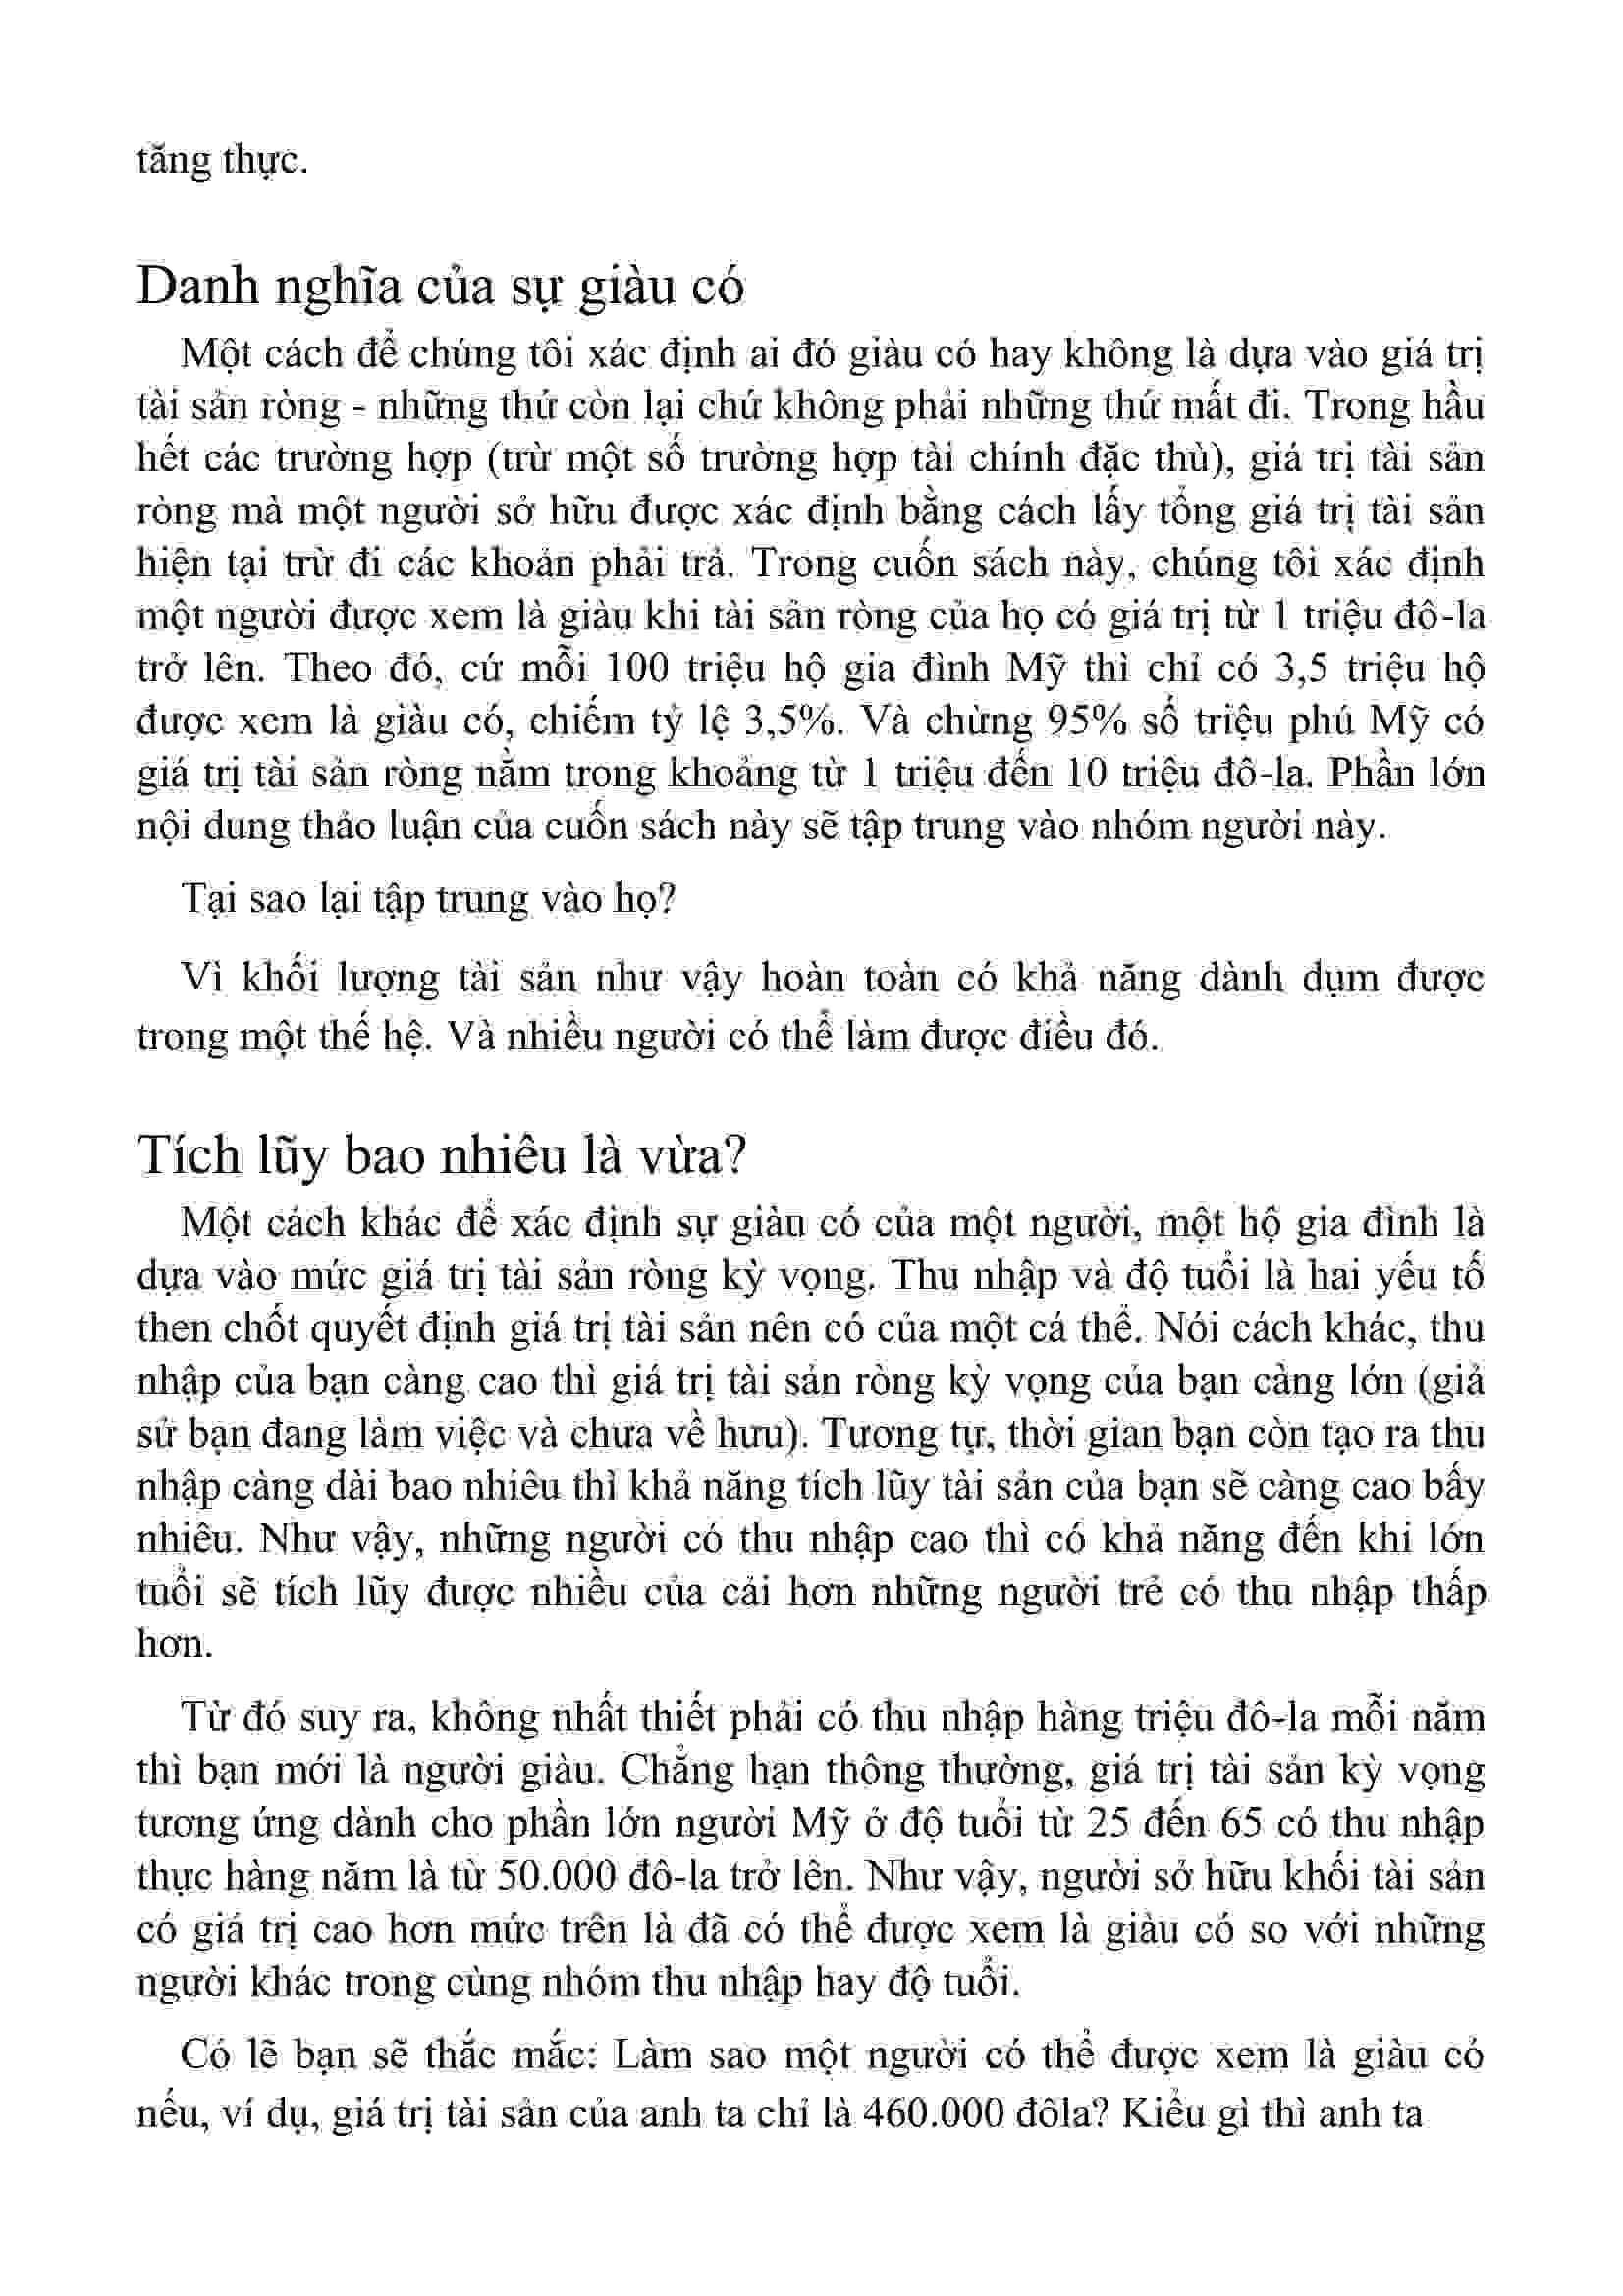 tăng thực.
Danh nghĩa của sự giàu có
Một cách để chúng tôi xác định ai đó giàu có hay không là dựa vào giá trị
tài sản ròng - những thứ còn lại chứ không phải những thứ mất đi. Trong hầu
hết các trường hợp (trừ một số trường hợp tài chính đặc thù), giá trị tài sản
ròng mà một người sở hữu được xác định bằng cách lấy tổng giá trị tài sản
hiện tại trừ đi các khoản phải trả. Trong cuốn sách này, chúng tôi xác định
một người được xem là giàu khi tài sản ròng của họ có giá trị từ 1 triệu đô-la
trở lên. Theo đó, cứ mỗi 100 triệu hộ gia đình Mỹ thì chỉ có 3,5 triệu hộ
được xem là giàu có, chiếm tỷ lệ 3,5%. Và chừng 95% số triệu phú Mỹ có
giá trị tài sản ròng nằm trong khoảng từ 1 triệu đến 10 triệu đô-la. Phần lớn
nội dung thảo luận của cuốn sách này sẽ tập trung vào nhóm người này.
Tại sao lại tập trung vào họ?
Vì khối lượng tài sản như vậy hoàn toàn có khả năng dành dụm được
trong một thế hệ. Và nhiều người có thể làm được điều đó.
Tích lũy bao nhiêu là vừa?
Một cách khác để xác định sự giàu có của một người, một hộ gia đình là
dựa vào mức giá trị tài sản ròng kỳ vọng. Thu nhập và độ tuổi là hai yếu tố
then chốt quyết định giá trị tài sản nên có của một cá thể. Nói cách khác, thu
nhập của bạn càng cao thì giá trị tài sản ròng kỳ vọng của bạn càng lớn (giả
sử bạn đang làm việc và chưa về hưu). Tương tự, thời gian bạn còn tạo ra thu
nhập càng dài bao nhiêu thì khả năng tích lũy tài sản của bạn sẽ càng cao bấy
nhiêu. Như vậy, những người có thu nhập cao thì có khả năng đến khi lớn
tuổi sẽ tích lũy được nhiều của cải hơn những người trẻ có thu nhập thấp
hơn.
Từ đó suy ra, không nhất thiết phải có thu nhập hàng triệu đô-la mỗi năm
thì bạn mới là người giàu. Chẳng hạn thông thường, giá trị tài sản kỳ vọng
tương ứng dành cho phần lớn người Mỹ ở độ tuổi từ 25 đến 65 có thu nhập
thực hàng năm là từ 50.000 đô-la trở lên. Như vậy, người sở hữu khối tài sản
có giá trị cao hơn mức trên là đã có thể được xem là giàu có so với những
người khác trong cùng nhóm thu nhập hay độ tuổi.
Có lẽ bạn sẽ thắc mắc: Làm sao một người có thể được xem là giàu có
nếu, ví dụ, giá trị tài sản của anh ta chỉ là 460.000 đôla? Kiểu gì thì anh ta